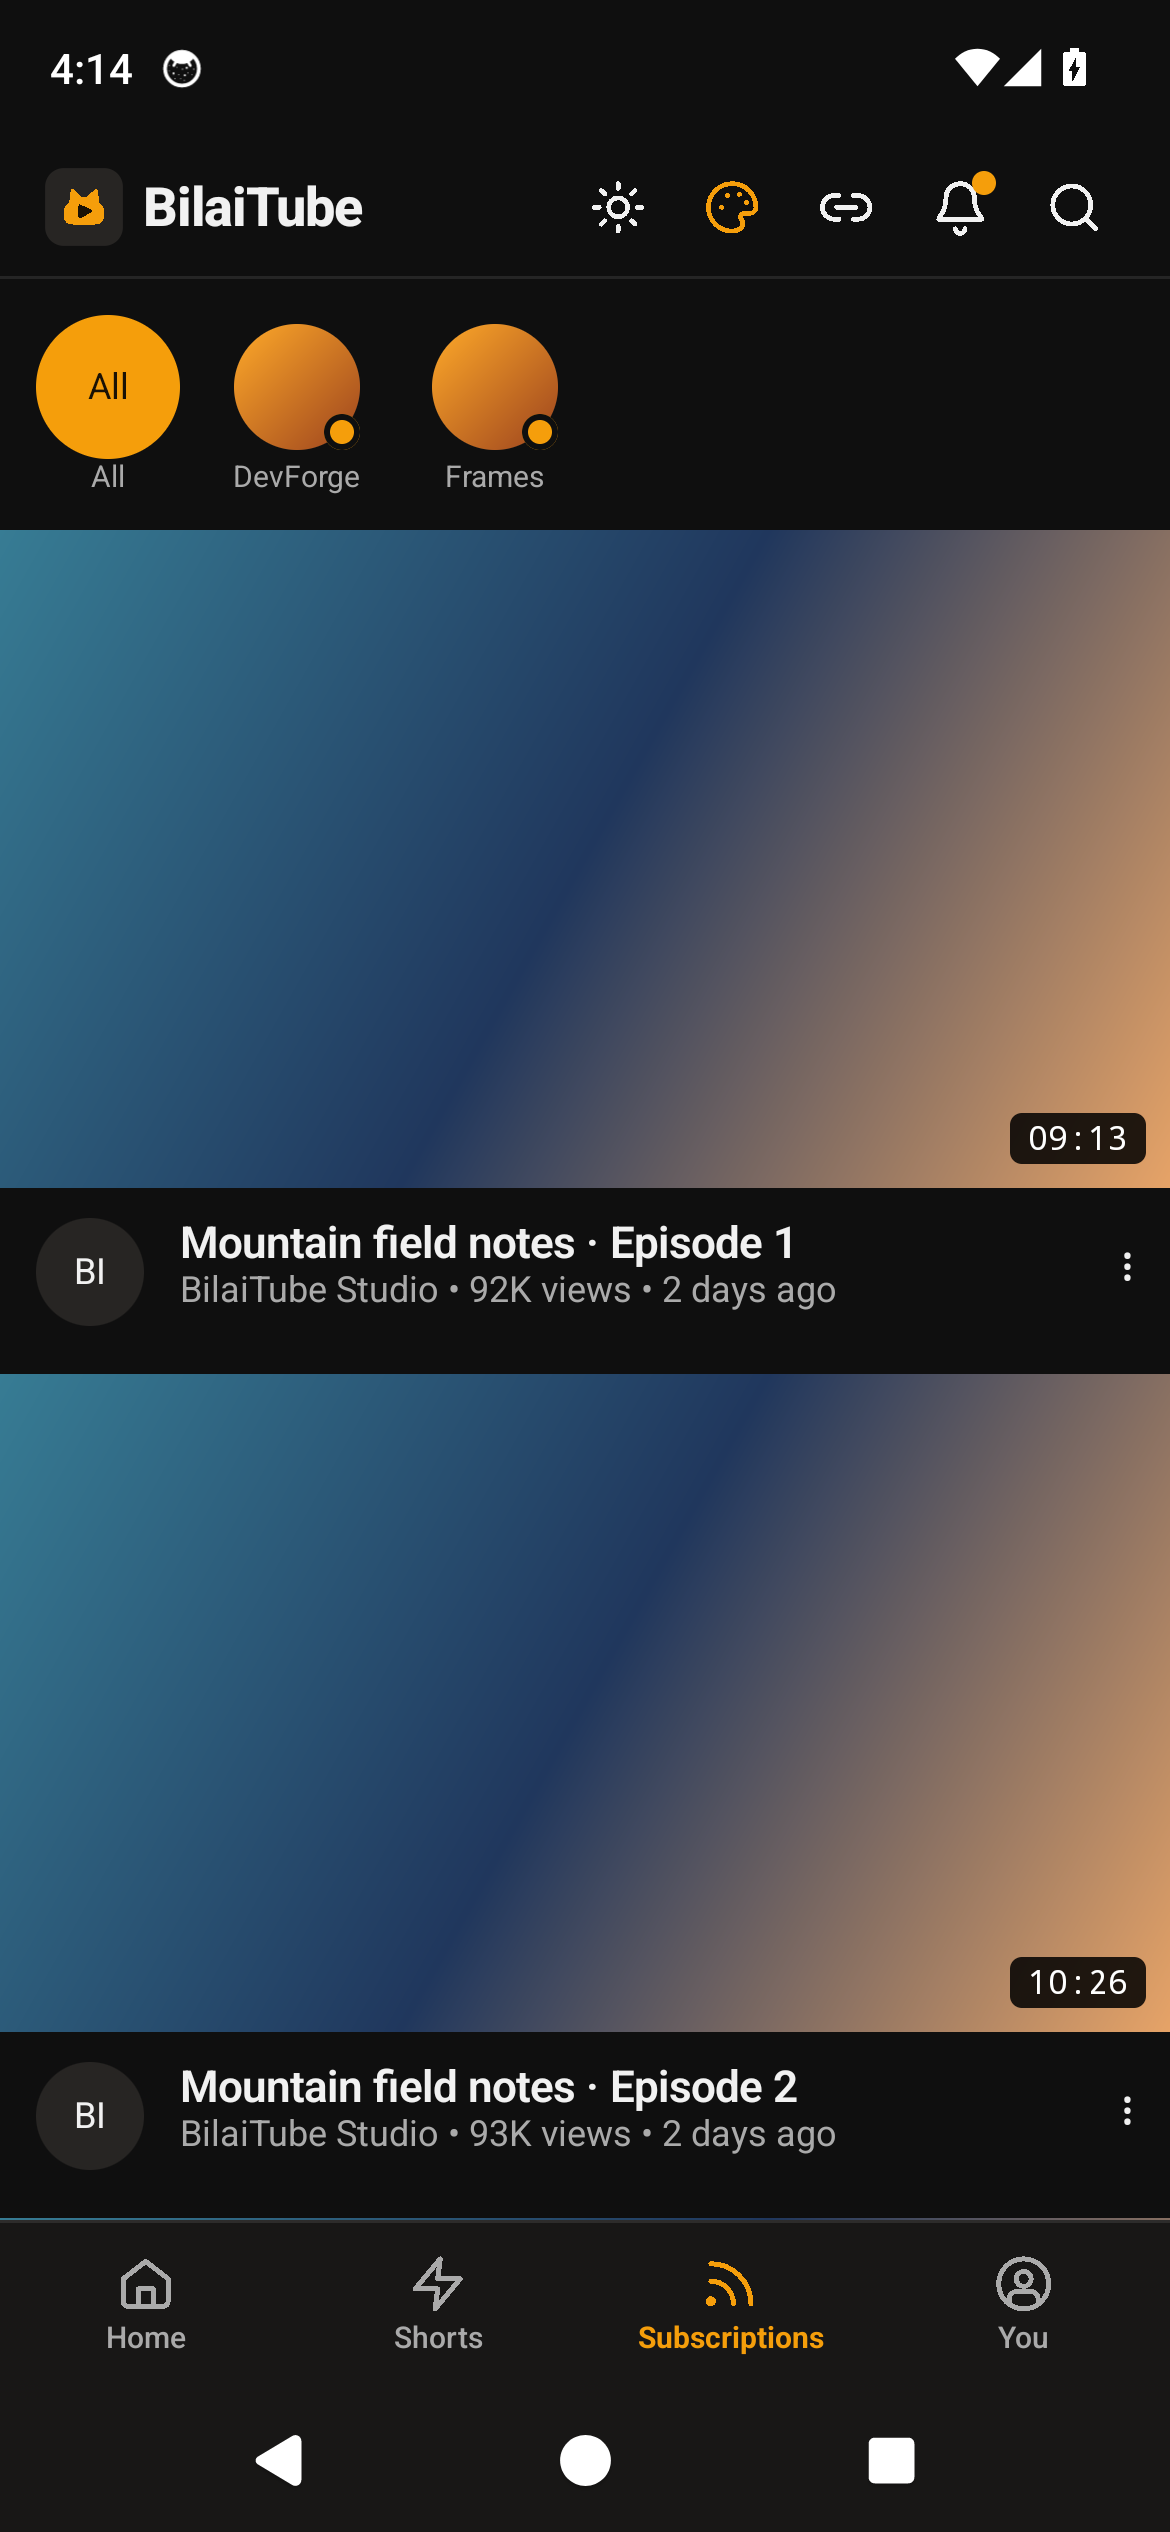 4:14
BilaiTube
All
All
DevForge
Frames
09:13
BI
Mountain field notes · Episode 1
BilaiTube Studio • 92K views • 2 days ago
10:26
BI
Mountain field notes · Episode 2
BilaiTube Studio • 93K views • 2 days ago
Home
Shorts
Subscriptions
You